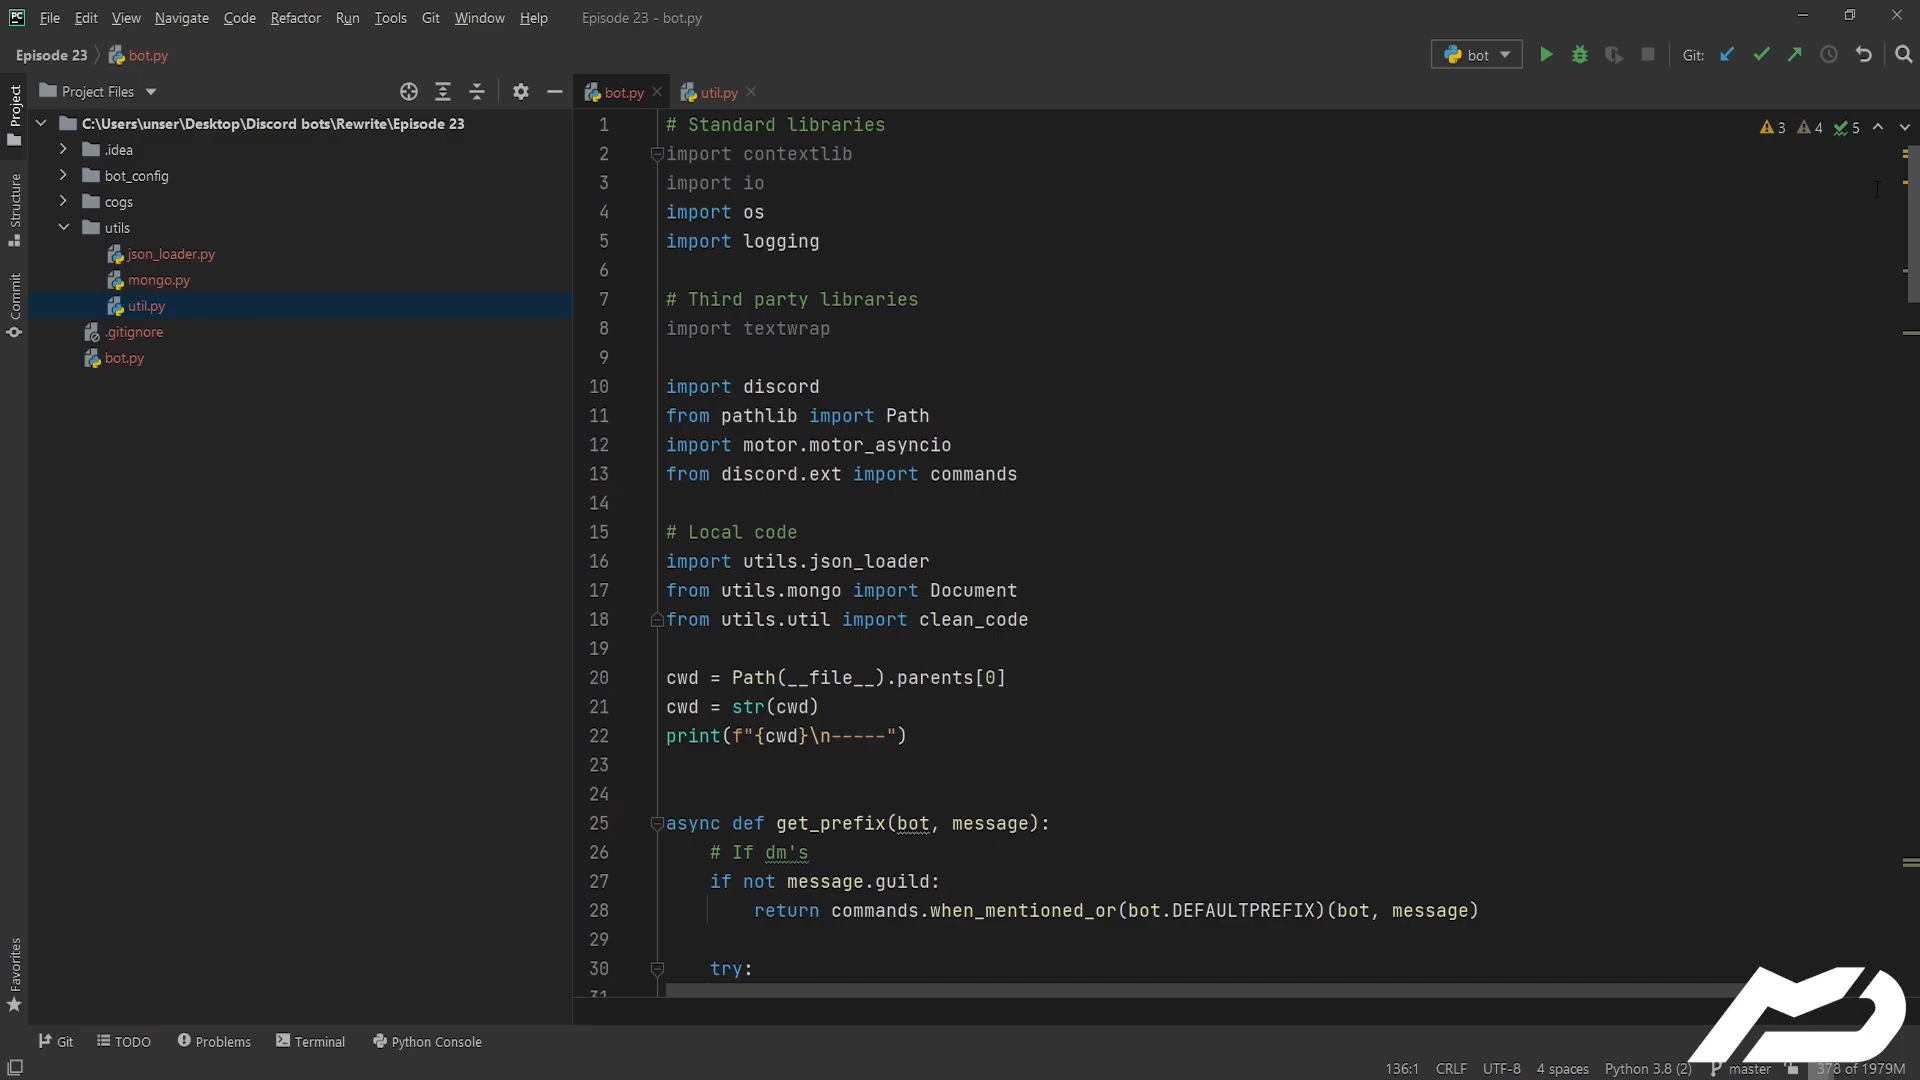 PC File Edit View Navigate Code Refactor Run Tools Git Window Help Episode 23 - bot.py
Episode 23 bot.py bot Git:
Project Files bot.py util.py
Project
Structure
Commit
Favorites
C:\Users\unser\Desktop\Discord bots\Rewrite\Episode 23
.idea
bot_config
cogs
utils
json_loader.py
mongo.py
util.py
.gitignore
bot.py
3 4 5
1 # Standard libraries
2 import contextlib
3 import io
4 import os
5 import logging
6
7 # Third party libraries
8 import textwrap
9
10 import discord
11 from pathlib import Path
12 import motor.motor_asyncio
13 from discord.ext import commands
14
15 # Local code
16 import utils.json_loader
17 from utils.mongo import Document
18 from utils.util import clean_code
19
20 cwd = Path(__file__).parents[0]
21 cwd = str(cwd)
22 print(f"{cwd}\n-----")
23
24
25 async def get_prefix(bot, message):
26 # If dm's
27 if not message.guild:
28 return commands.when_mentioned_or(bot.DEFAULTPREFIX)(bot, message)
29
30 try:
31
Git TODO Problems Terminal Python Console
136:1 CRLF UTF-8 4 spaces Python 3.8 (2) master 378 of 1979M